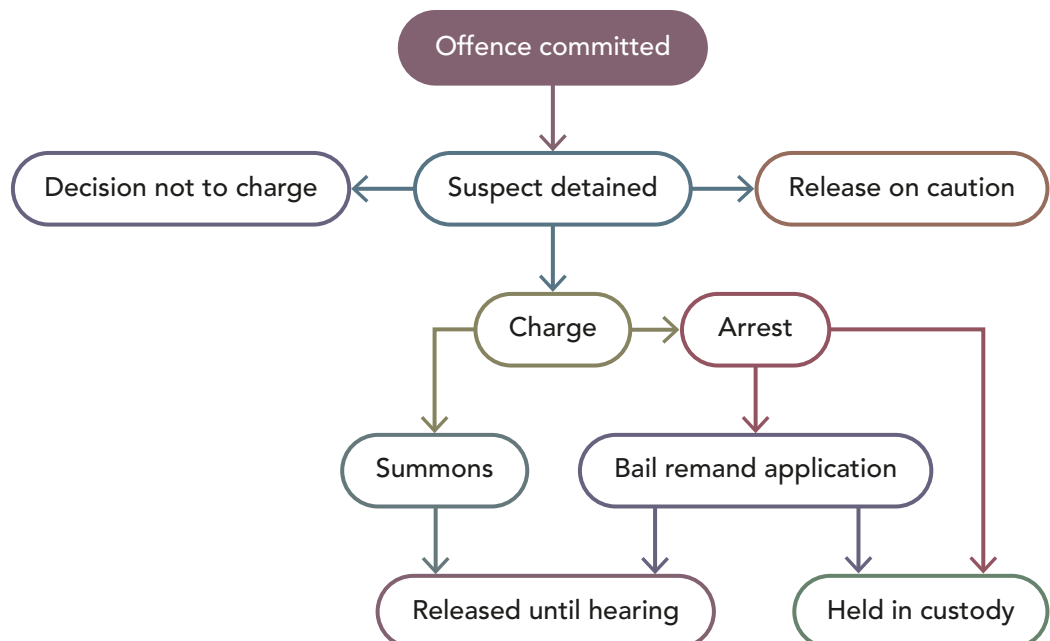 Offence committed
Decision not to charge
Suspect detained
Release on caution
Charge
Arrest
Summons
Bail remand application
Released until hearing
Held in custody